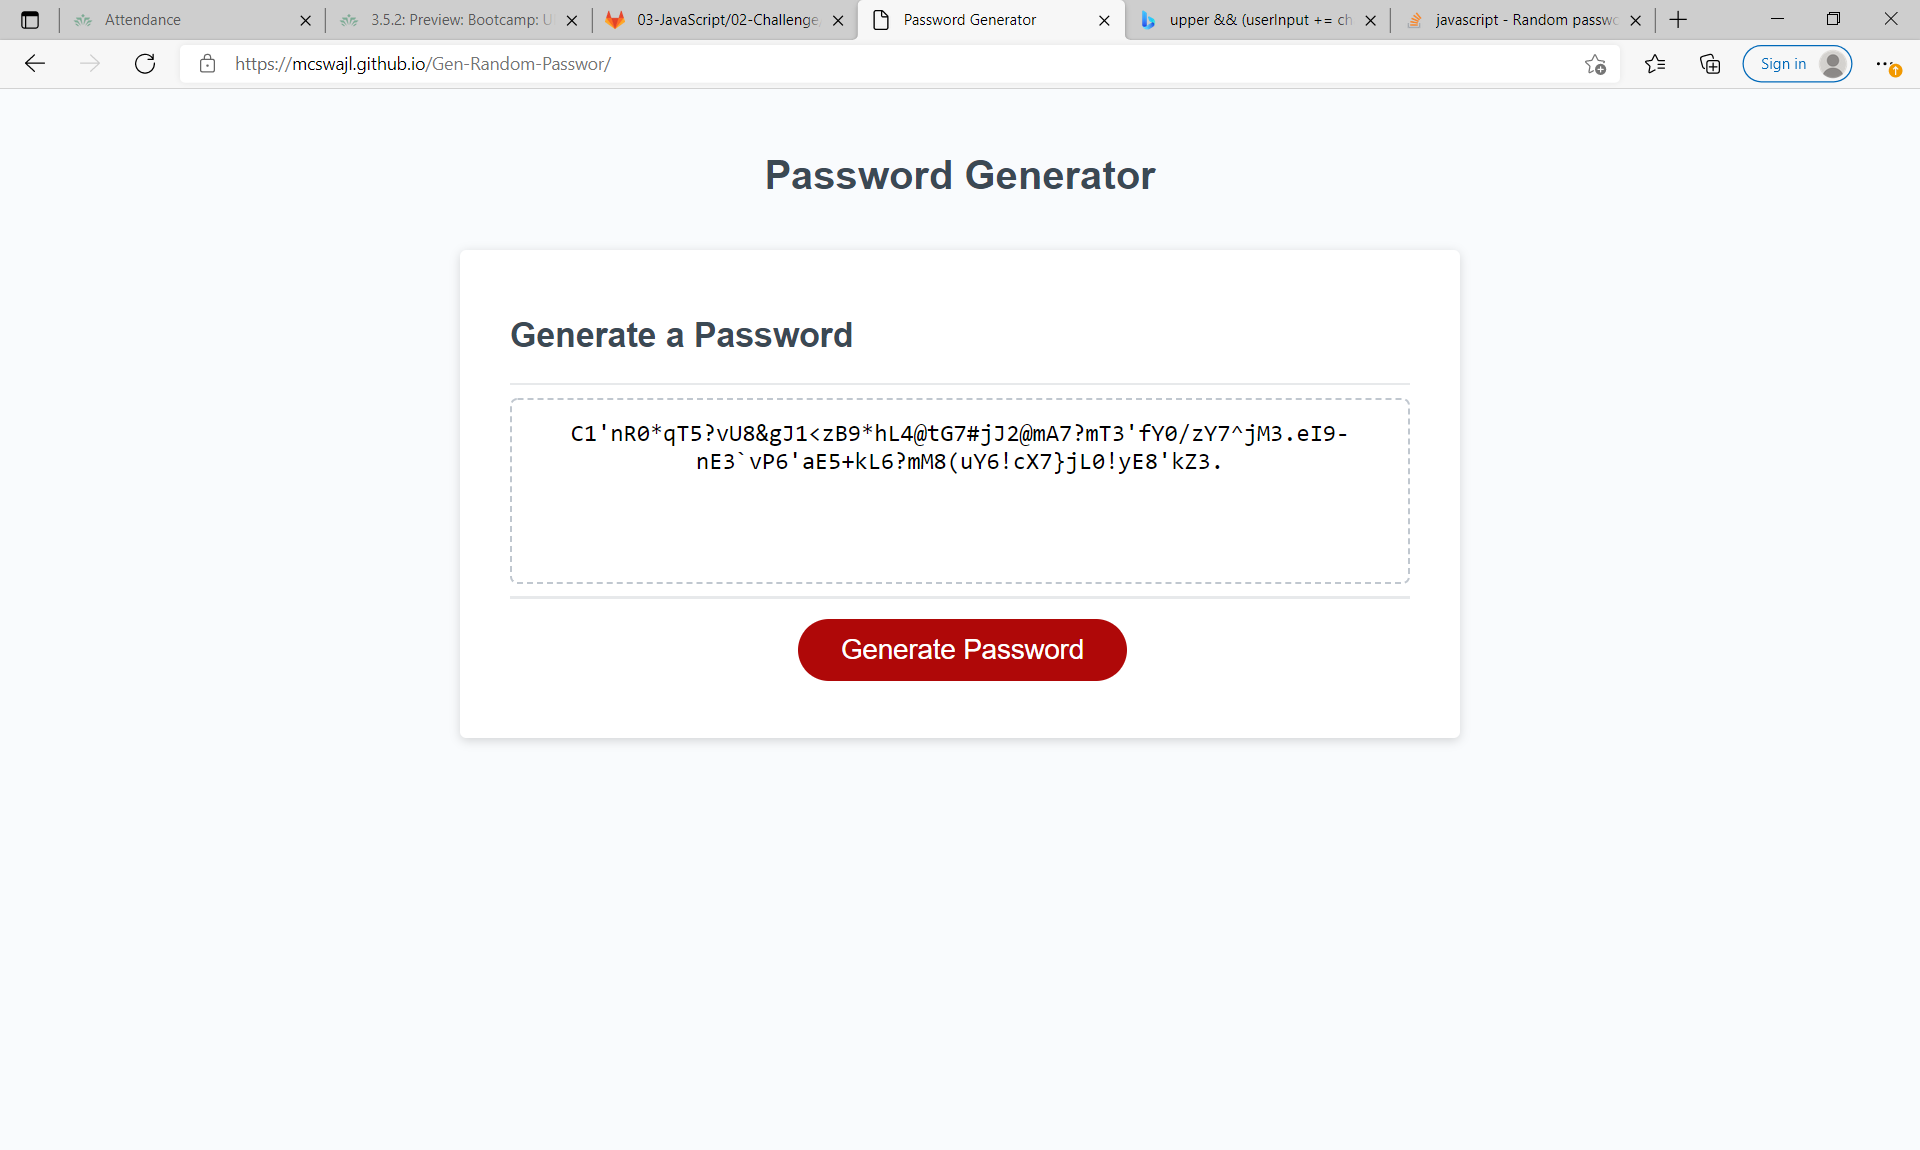 Attendance
3.5.2: Preview: Bootcamp: U
03-JavaScript/02-Challenge
Password Generator
upper && (userInput += ch
javascript - Random passwo
https://mcswajl.github.io/Gen-Random-Passwor/
Sign in
Password Generator
Generate a Password
C1'nR0*qT5?vU8&gJ1<zB9*hL4@tG7#jJ2@mA7?mT3'fY0/zY7^jM3.eI9-
nE3`vP6'aE5+kL6?mM8(uY6!cX7}jL0!yE8'kZ3.
Generate Password